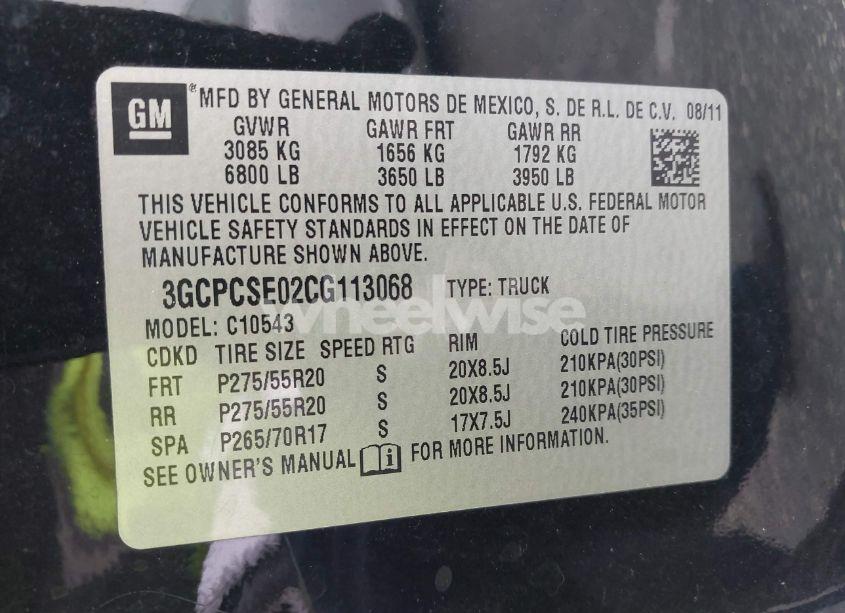 GM ® MFD BY GENERAL MOTORS DE MEXICO, S. DE R.L. DE C.V. 08/11
GVWR GAWR FRT GAWR RR
3085 KG 1656 KG 1792 KG
6800 LB 3650 LB 3950 LB
THIS VEHICLE CONFORMS TO ALL APPLICABLE U.S. FEDERAL MOTOR
VEHICLE SAFETY STANDARDS IN EFFECT ON THE DATE OF
MANUFACTURE SHOWN ABOVE.
3GCPCSE02CG113068 TYPE: TRUCK
wheelwise
MODEL: C10543
CDKD TIRE SIZE SPEED RTG RIM COLD TIRE PRESSURE
FRT P275/55R20 S 20X8.5J 210KPA(30PSI)
RR P275/55R20 S 20X8.5J 210KPA(30PSI)
SPA P265/70R17 S 17X7.5J 240KPA(35PSI)
SEE OWNER'S MANUAL i FOR MORE INFORMATION.